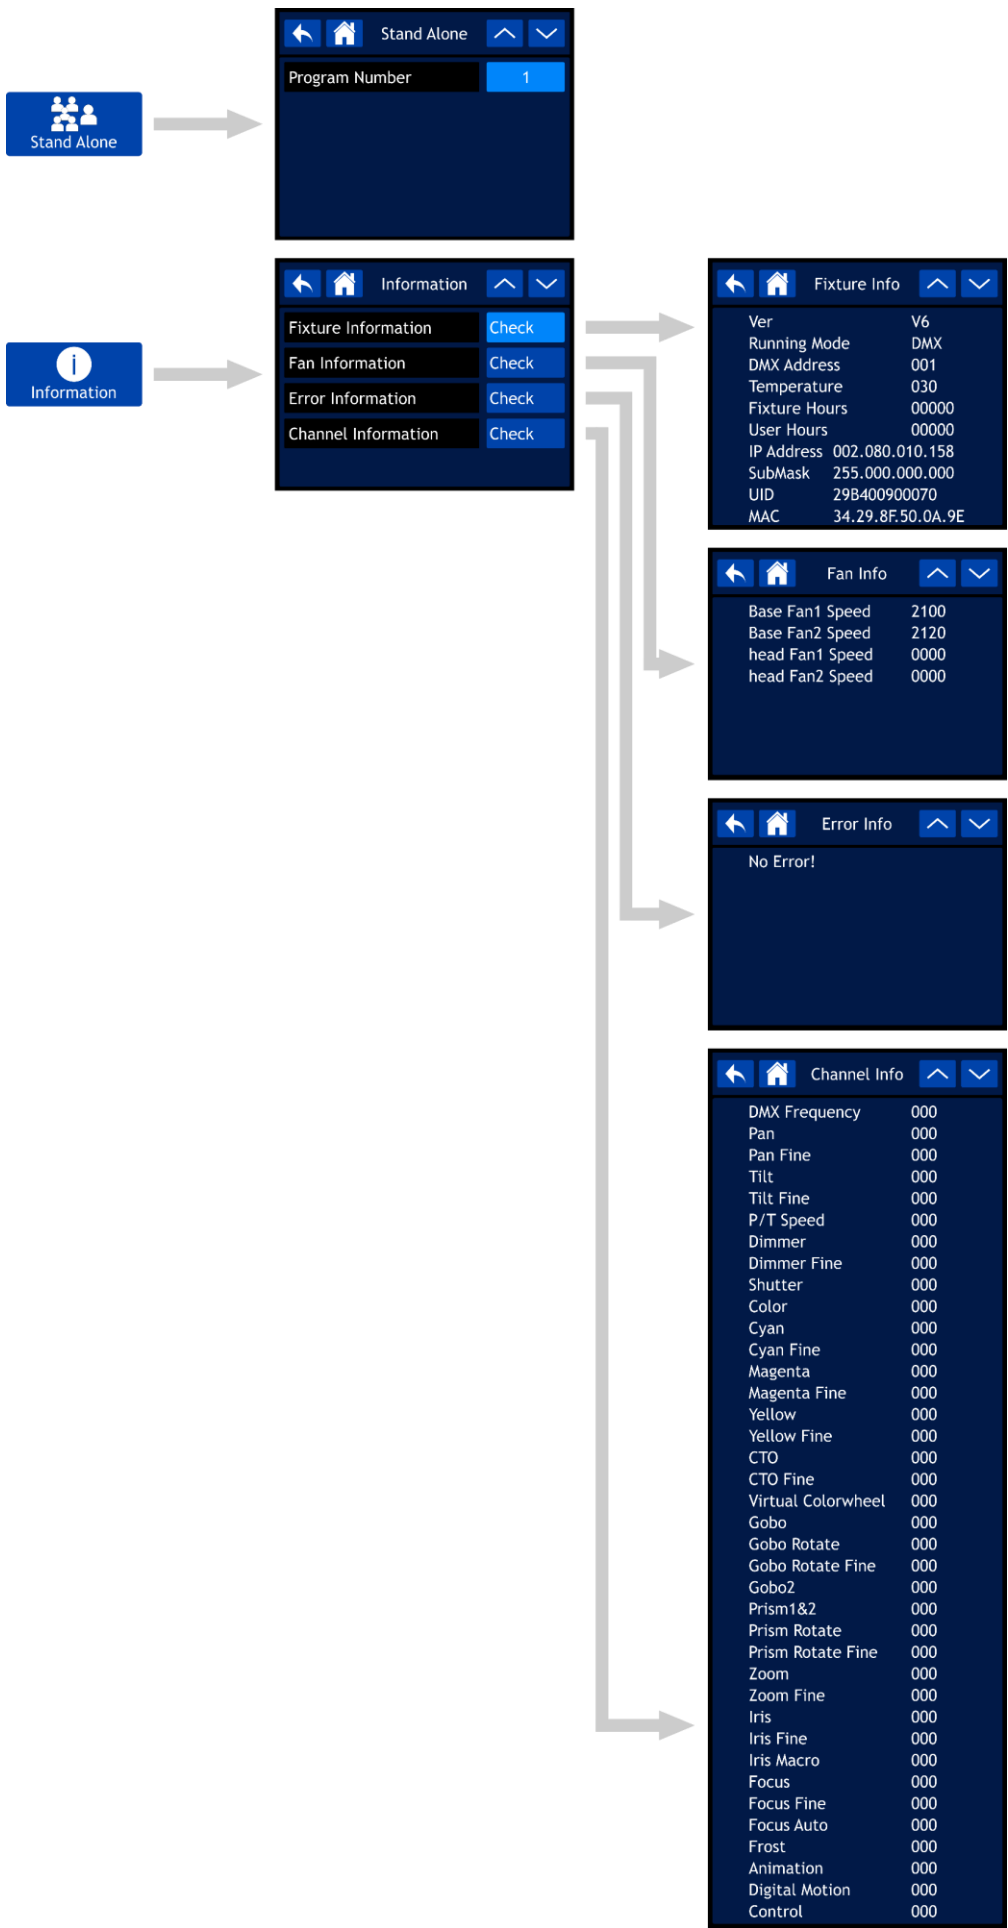 Stand Alone
Stand Alone
Program Number 1
Information
Information
Fixture Information Check
Fan Information Check
Error Information Check
Channel Information Check
Fixture Info
Ver V6
Running Mode DMX
DMX Address 001
Temperature 030
Fixture Hours 00000
User Hours 00000
IP Address 002.080.010.158
SubMask 255.000.000.000
UID 29B400900070
MAC 34.29.8F.50.0A.9E
Fan Info
Base Fan1 Speed 2100
Base Fan2 Speed 2120
head Fan1 Speed 0000
head Fan2 Speed 0000
Error Info
No Error!
Channel Info
DMX Frequency 000
Pan 000
Pan Fine 000
Tilt 000
Tilt Fine 000
P/T Speed 000
Dimmer 000
Dimmer Fine 000
Shutter 000
Color 000
Cyan 000
Cyan Fine 000
Magenta 000
Magenta Fine 000
Yellow 000
Yellow Fine 000
CTO 000
CTO Fine 000
Virtual Colorwheel 000
Gobo 000
Gobo Rotate 000
Gobo Rotate Fine 000
Gobo2 000
Prism1&2 000
Prism Rotate 000
Prism Rotate Fine 000
Zoom 000
Zoom Fine 000
Iris 000
Iris Fine 000
Iris Macro 000
Focus 000
Focus Fine 000
Focus Auto 000
Frost 000
Animation 000
Digital Motion 000
Control 000